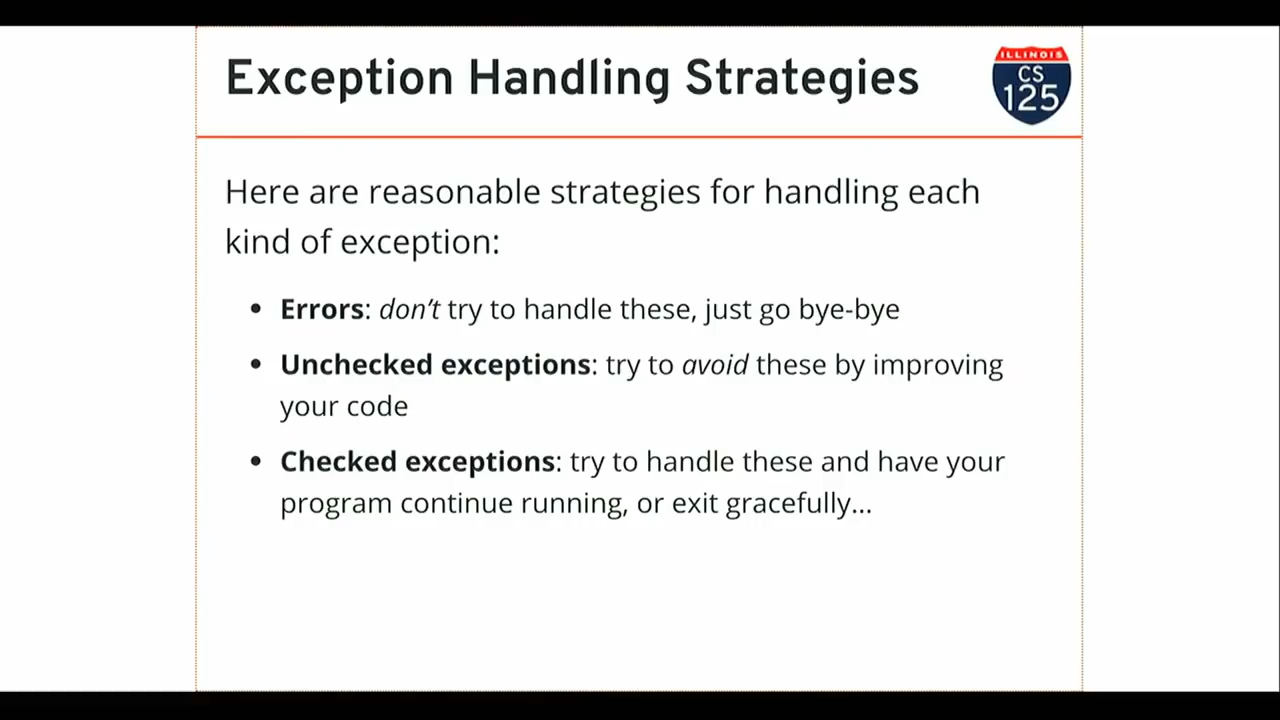 Exception Handling Strategies
ILLINOIS
CS
125
Here are reasonable strategies for handling each
kind of exception:
• Errors: don't try to handle these, just go bye-bye
• Unchecked exceptions: try to avoid these by improving
your code
• Checked exceptions: try to handle these and have your
program continue running, or exit gracefully…